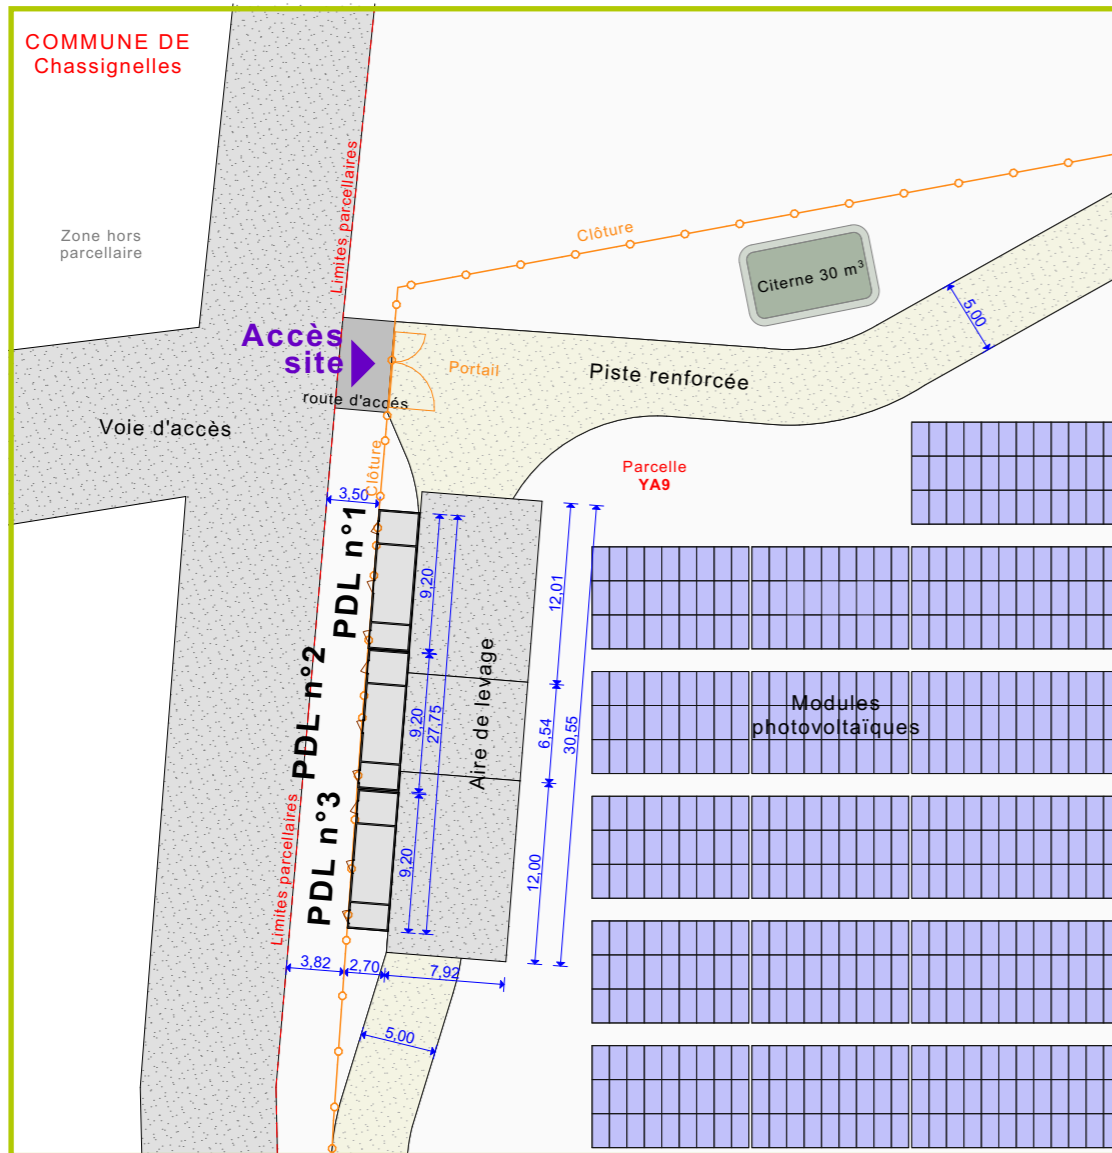 COMMUNE DE
Chassignelles
Limites parcellaires
Zone hors
parcellaire
Clôture
Citerne 30 m³
5,00
Accès
site
Portail
Piste renforcée
route d'accés
Voie d'accès
Clôture
Parcelle
YA9
3,50
PDL n°1
9,20
12,01
PDL n°2
9,20
27,75
Aire de levage
6,54
30,55
Modules
photovoltaïques
PDL n°3
9,20
12,00
Limites parcellaires
3,82
2,70
7,92
5,00